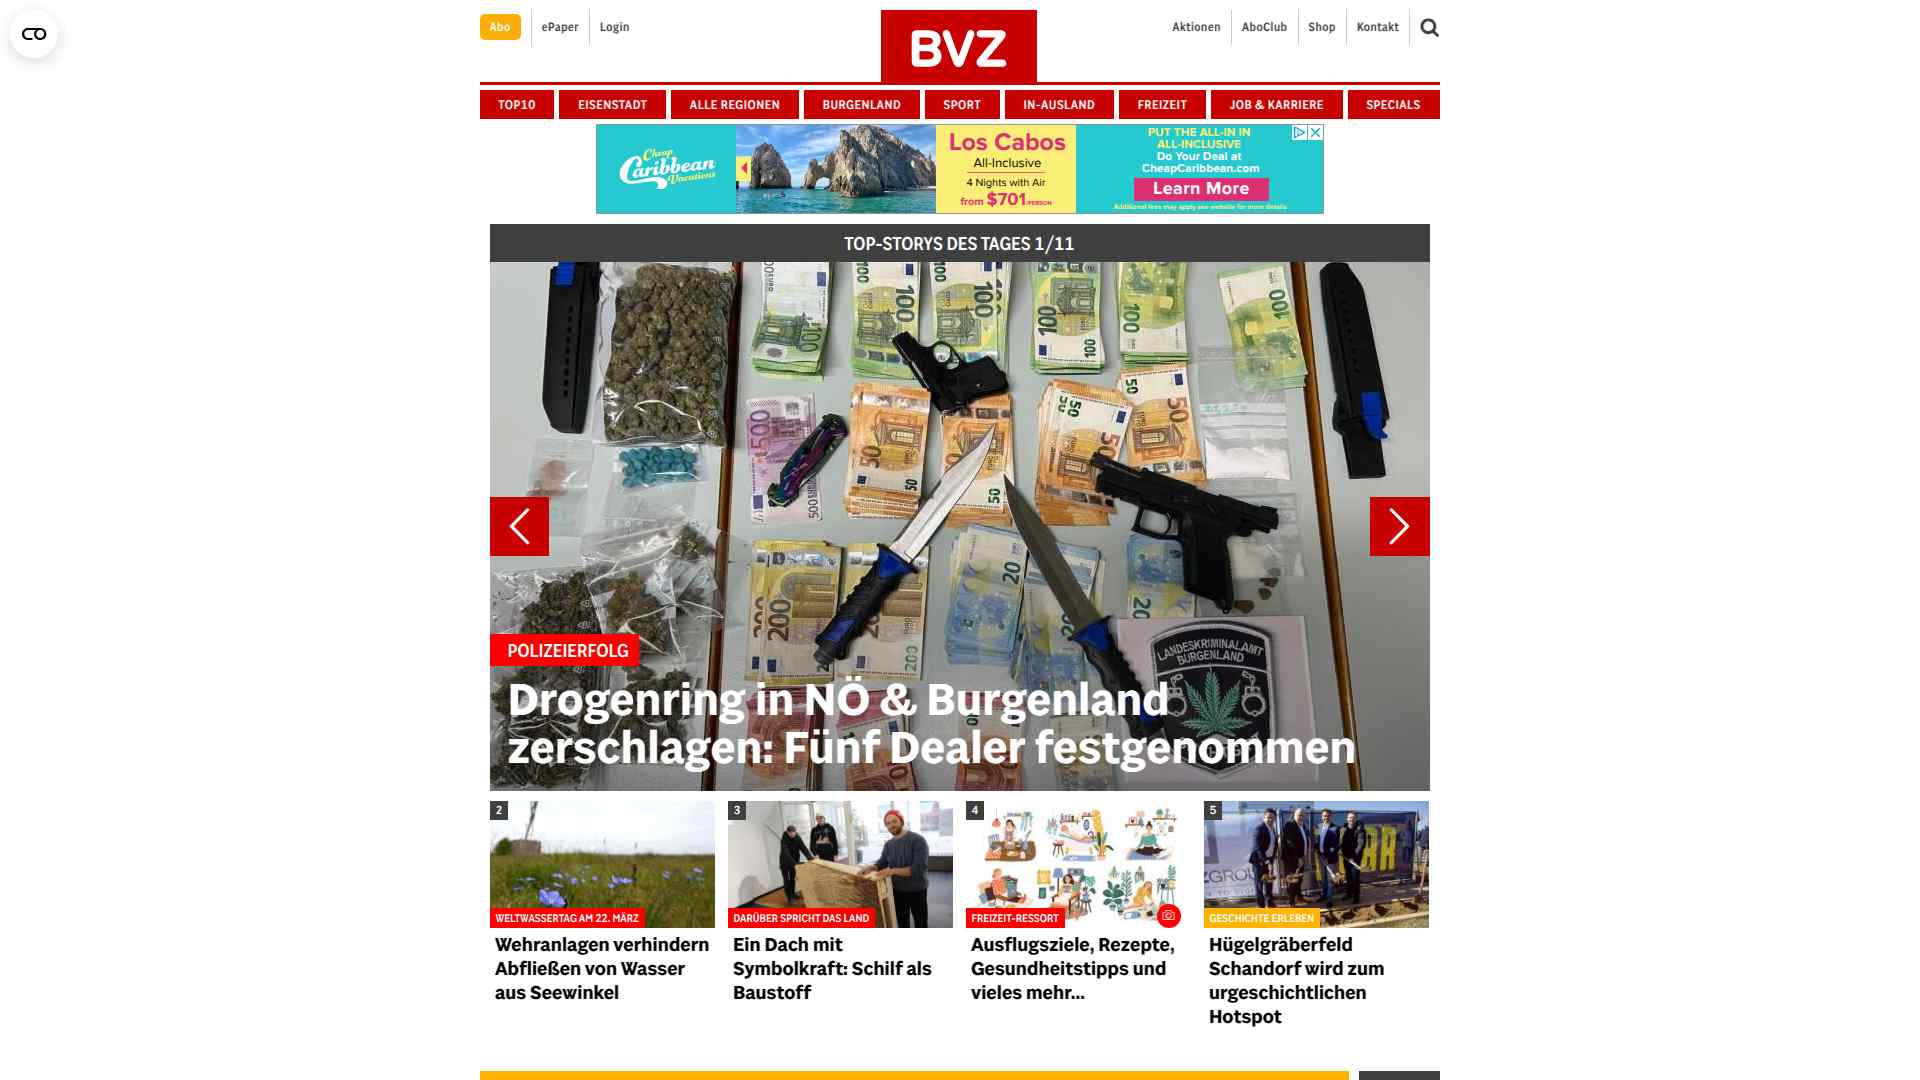 Abo
ePaper
Login
BVZ
Aktionen
AboClub
Shop
Kontakt
TOP10
EISENSTADT
ALLE REGIONEN
BURGENLAND
SPORT
IN-AUSLAND
FREIZEIT
JOB & KARRIERE
SPECIALS
Cheap
Caribbean
Vacations
Los Cabos
All-Inclusive
4 Nights with Air
from $701/PERSON
PUT THE ALL-IN IN
ALL-INCLUSIVE
Do Your Deal at
CheapCaribbean.com
Learn More
Additional fees may apply see website for more details
TOP-STORYS DES TAGES 1/11
LANDESKRIMINALAMT
BURGENLAND
POLIZEIERFOLG
Drogenring in NÖ & Burgenland
zerschlagen: Fünf Dealer festgenommen
2
WELTWASSERTAG AM 22. MÄRZ
Wehranlagen verhindern
Abfließen von Wasser
aus Seewinkel
3
DARÜBER SPRICHT DAS LAND
Ein Dach mit
Symbolkraft: Schilf als
Baustoff
4
FREIZEIT-RESSORT
Ausflugsziele, Rezepte,
Gesundheitstipps und
vieles mehr...
5
GESCHICHTE ERLEBEN
Hügelgräberfeld
Schandorf wird zum
urgeschichtlichen
Hotspot